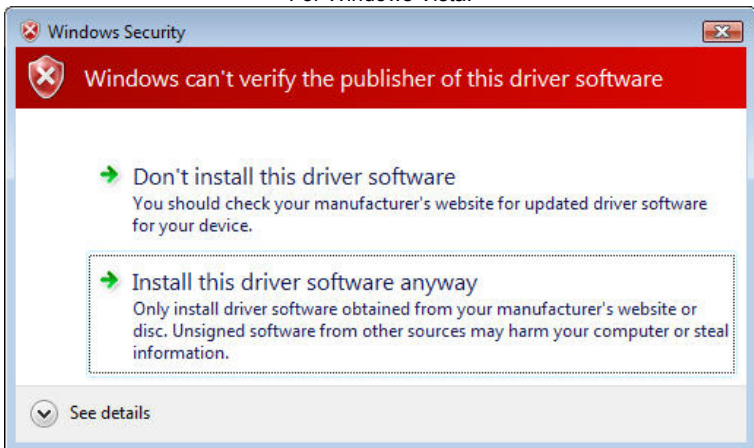 For Windows Vista:
Windows Security
Windows can't verify the publisher of this driver software
Don't install this driver software
You should check your manufacturer's website for updated driver software
for your device.
Install this driver software anyway
Only install driver software obtained from your manufacturer's website or
disc. Unsigned software from other sources may harm your computer or steal
information.
See details